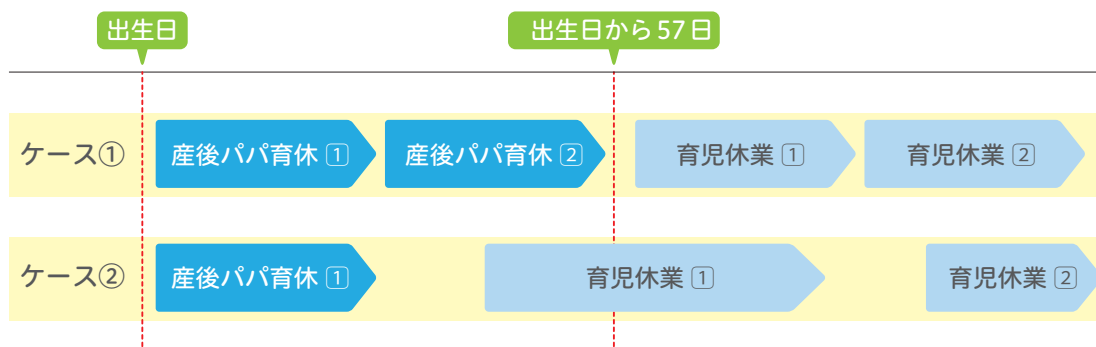 出生日 出生日から57日
ケース① 産後パパ育休 1 産後パパ育休 2 育児休業 1 育児休業 2
ケース② 産後パパ育休 1 育児休業 1 育児休業 2